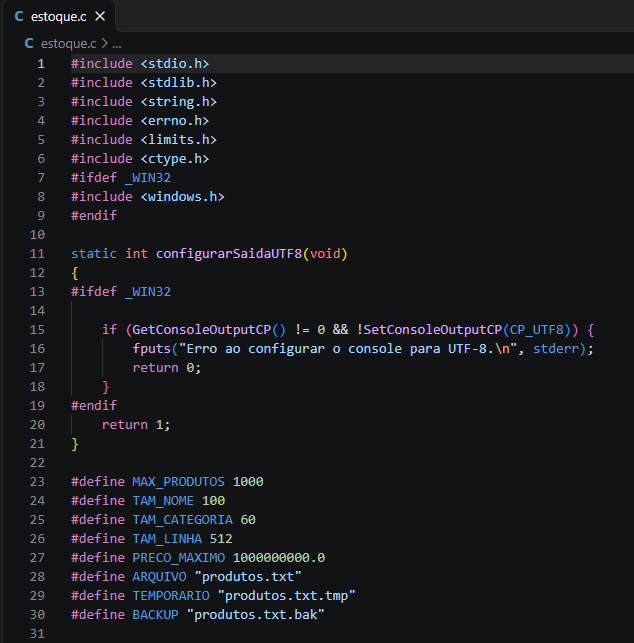 C estoque.c ×
C estoque.c > ...
1 #include <stdio.h>
2 #include <stdlib.h>
3 #include <string.h>
4 #include <errno.h>
5 #include <limits.h>
6 #include <ctype.h>
7 #ifdef _WIN32
8 #include <windows.h>
9 #endif
10
11 static int configurarSaidaUTF8(void)
12 {
13 #ifdef _WIN32
14
15     if (GetConsoleOutputCP() != 0 && !SetConsoleOutputCP(CP_UTF8)) {
16         fputs("Erro ao configurar o console para UTF-8.\n", stderr);
17         return 0;
18     }
19 #endif
20     return 1;
21 }
22
23 #define MAX_PRODUTOS 1000
24 #define TAM_NOME 100
25 #define TAM_CATEGORIA 60
26 #define TAM_LINHA 512
27 #define PRECO_MAXIMO 1000000000.0
28 #define ARQUIVO "produtos.txt"
29 #define TEMPORARIO "produtos.txt.tmp"
30 #define BACKUP "produtos.txt.bak"
31